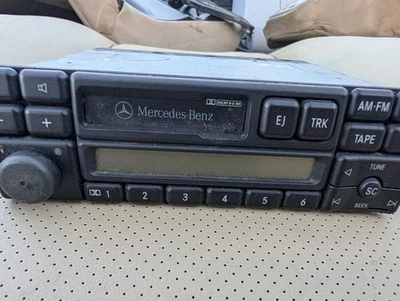 DOLBY B NR
Mercedes-Benz
EJ TRK
AM•FM
- +
TAPE
TUNE
1 2 3 4 5 6
SC
SEEK